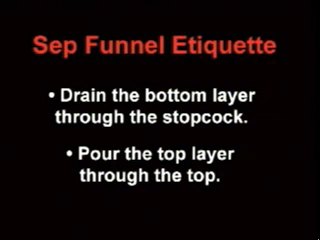 Sep Funnel Etiquette
• Drain the bottom layer
through the stopcock.
• Pour the top layer
through the top.